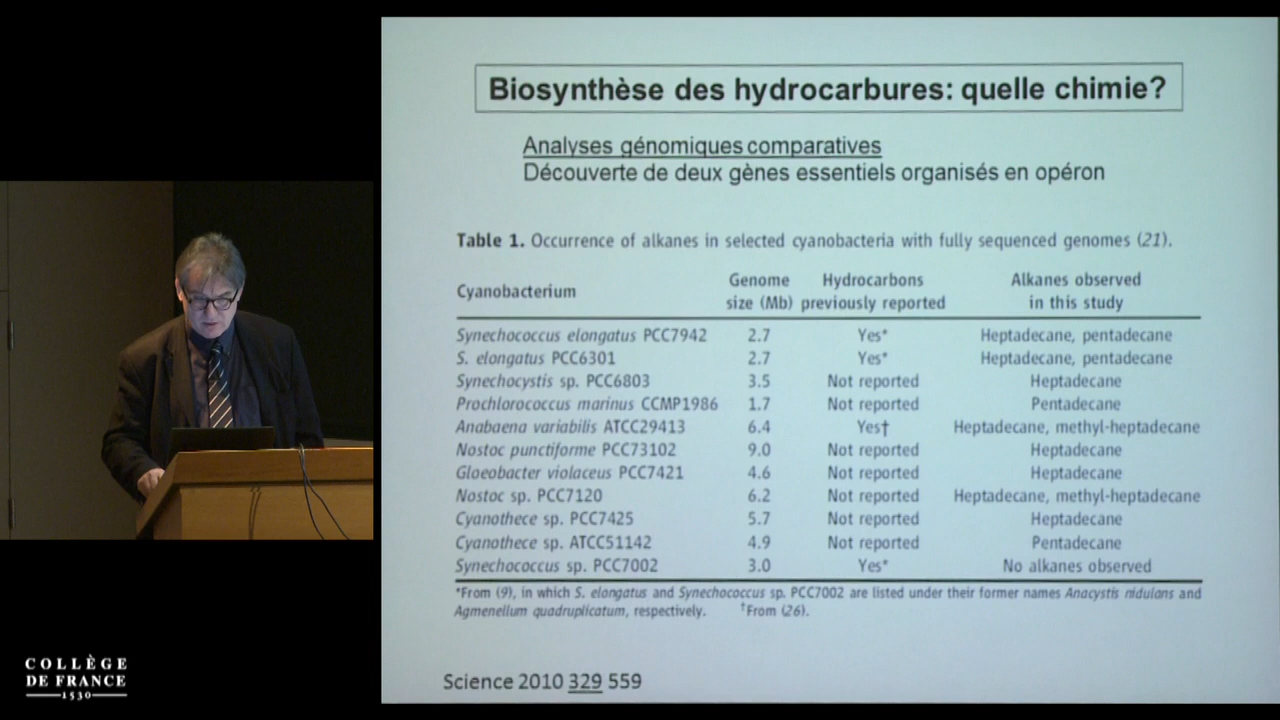 Biosynthèse des hydrocarbures: quelle chimie?
Analyses génomiques comparatives
Découverte de deux gènes essentiels organisés en opéron
Table 1. Occurrence of alkanes in selected cyanobacteria with fully sequenced genomes (21).
Cyanobacterium Genome size (Mb) Hydrocarbons previously reported Alkanes observed in this study
Synechococcus elongatus PCC7942 2.7 Yes* Heptadecane, pentadecane
S. elongatus PCC6301 2.7 Yes* Heptadecane, pentadecane
Synechocystis sp. PCC6803 3.5 Not reported Heptadecane
Prochlorococcus marinus CCMP1986 1.7 Not reported Pentadecane
Anabaena variabilis ATCC29413 6.4 Yes† Heptadecane, methyl-heptadecane
Nostoc punctiforme PCC73102 9.0 Not reported Heptadecane
Gloeobacter violaceus PCC7421 4.6 Not reported Heptadecane
Nostoc sp. PCC7120 6.2 Not reported Heptadecane, methyl-heptadecane
Cyanothece sp. PCC7425 5.7 Not reported Heptadecane
Cyanothece sp. ATCC51142 4.9 Not reported Pentadecane
Synechococcus sp. PCC7002 3.0 Yes* No alkanes observed
*From (9), in which S. elongatus and Synechococcus sp. PCC7002 are listed under their former names Anacystis nidulans and
Agmenellum quadruplicatum, respectively. †From (26).
Science 2010 329 559
COLLÈGE
DE FRANCE
1530